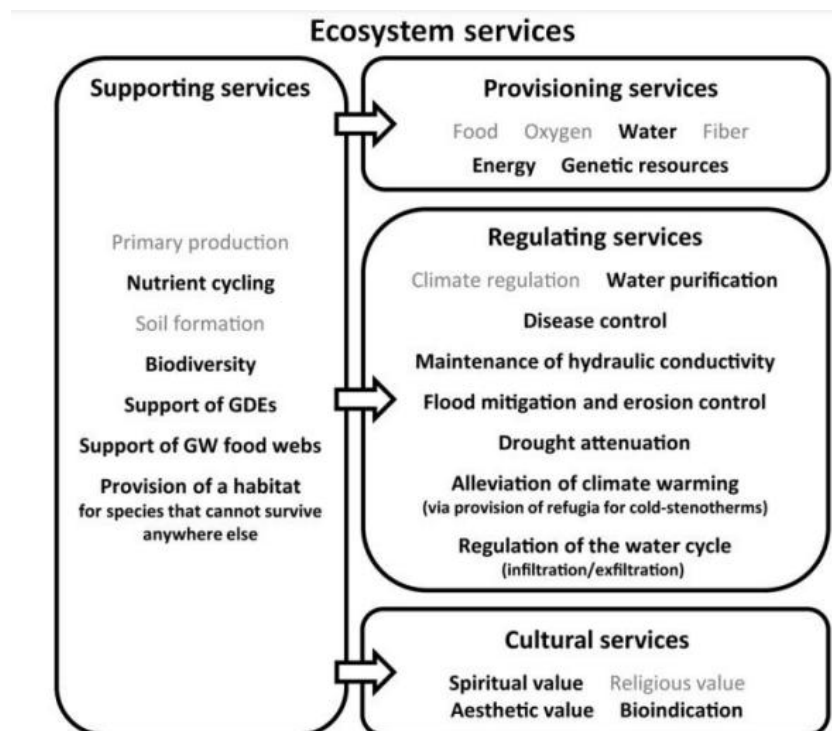 Ecosystem services
Supporting services
Primary production
Nutrient cycling
Soil formation
Biodiversity
Support of GDEs
Support of GW food webs
Provision of a habitat
for species that cannot survive
anywhere else
Provisioning services
Food Oxygen Water Fiber
Energy Genetic resources
Regulating services
Climate regulation Water purification
Disease control
Maintenance of hydraulic conductivity
Flood mitigation and erosion control
Drought attenuation
Alleviation of climate warming
(via provision of refugia for cold-stenotherms)
Regulation of the water cycle
(infiltration/exfiltration)
Cultural services
Spiritual value Religious value
Aesthetic value Bioindication